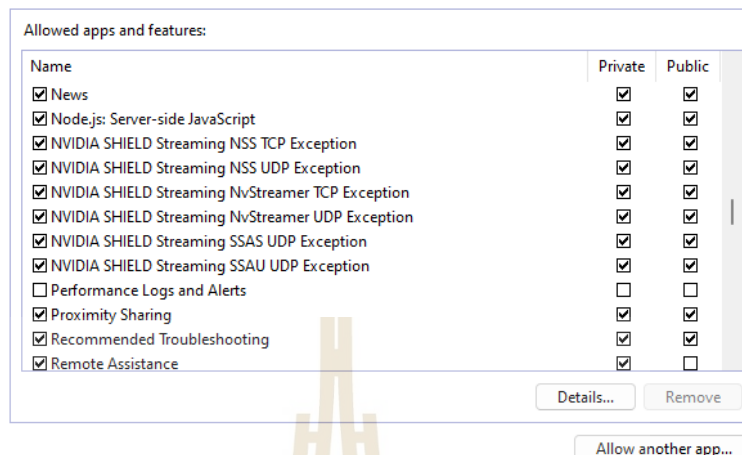 Allowed apps and features:
Name Private Public
News
Node.js: Server-side JavaScript
NVIDIA SHIELD Streaming NSS TCP Exception
NVIDIA SHIELD Streaming NSS UDP Exception
NVIDIA SHIELD Streaming NvStreamer TCP Exception
NVIDIA SHIELD Streaming NvStreamer UDP Exception
NVIDIA SHIELD Streaming SSAS UDP Exception
NVIDIA SHIELD Streaming SSAU UDP Exception
Performance Logs and Alerts
Proximity Sharing
Recommended Troubleshooting
Remote Assistance
Details... Remove
Allow another app...